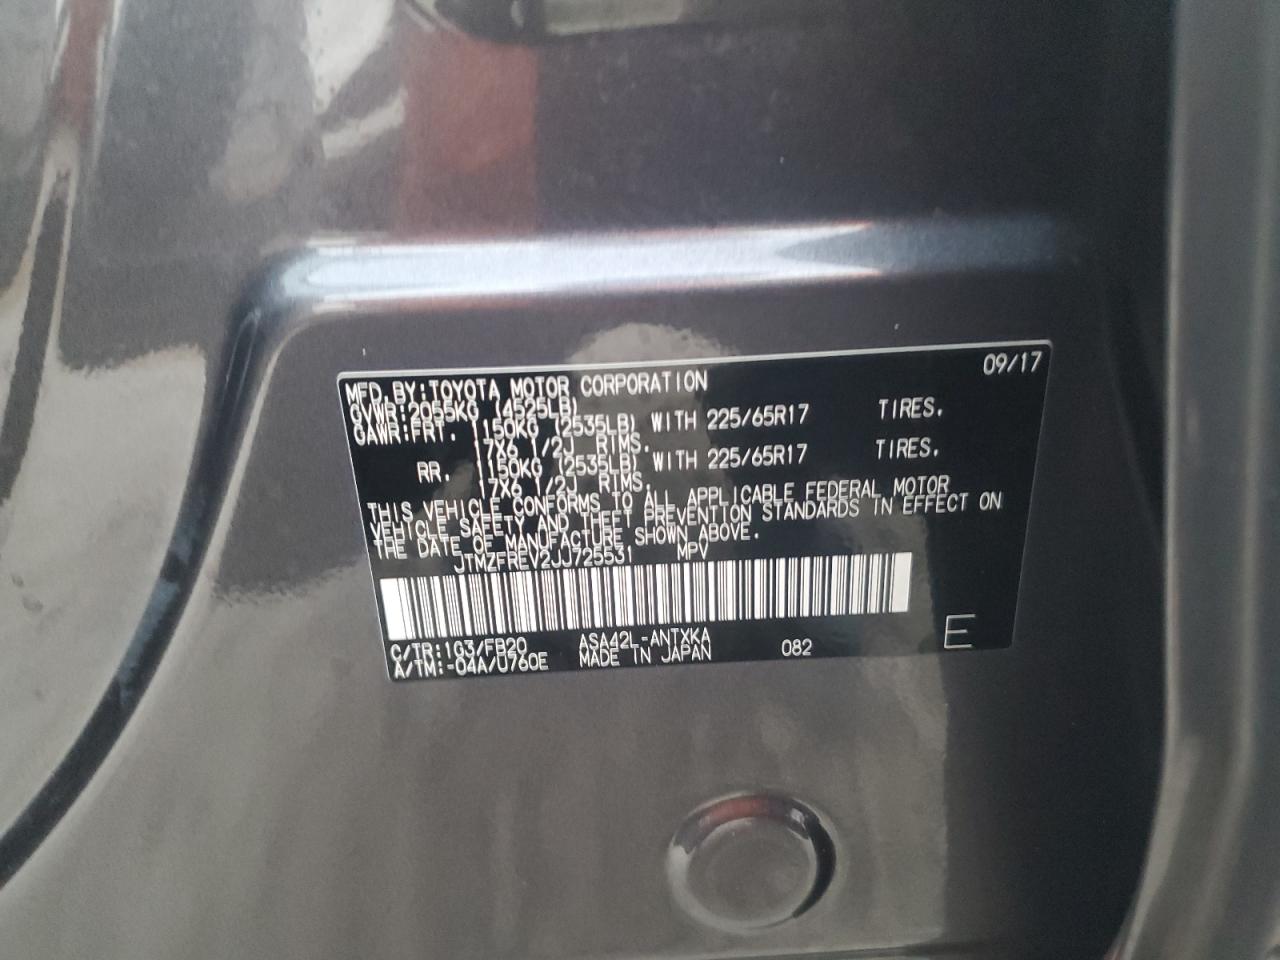 09/17
MFD.BY:TOYOTA MOTOR CORPORATION
GVWR:2055KG (4525LB)
GAWR:FRT. 1150KG (2535LB) WITH 225/65R17 TIRES.
17X6 1/2J RIMS.
RR. 1150KG (2535LB) WITH 225/65R17 TIRES.
17X6 1/2J RIMS.
THIS VEHICLE CONFORMS TO ALL APPLICABLE FEDERAL MOTOR
VEHICLE SAFETY AND THEFT PREVENTION STANDARDS IN EFFECT ON
THE DATE OF MANUFACTURE SHOWN ABOVE.
JTMZFREV2JJ725531 MPV
C/TR:1G3/FB20 ASA42L-ANTXKA
A/TM:-04A/U760E MADE IN JAPAN 082 E